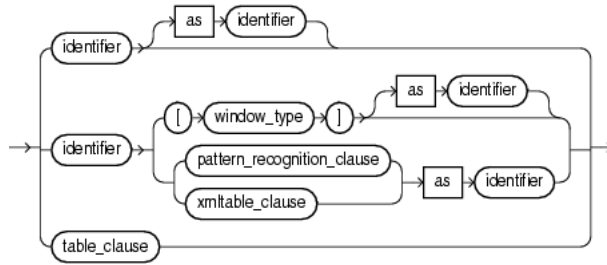 as identifier
identifier
as identifier
[ window_type ]
identifier
pattern_recognition_clause
as identifier
xmltable_clause
table_clause